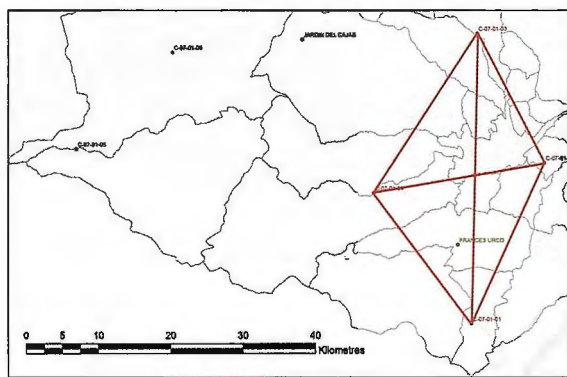 C-07-01-03
JARDIN DEL CAJAS
C-07-01-06
C-07-01-05
C-07-01
FRANCES URCO
C-07-01-01
0 5 10 20 30 40
Kilometres